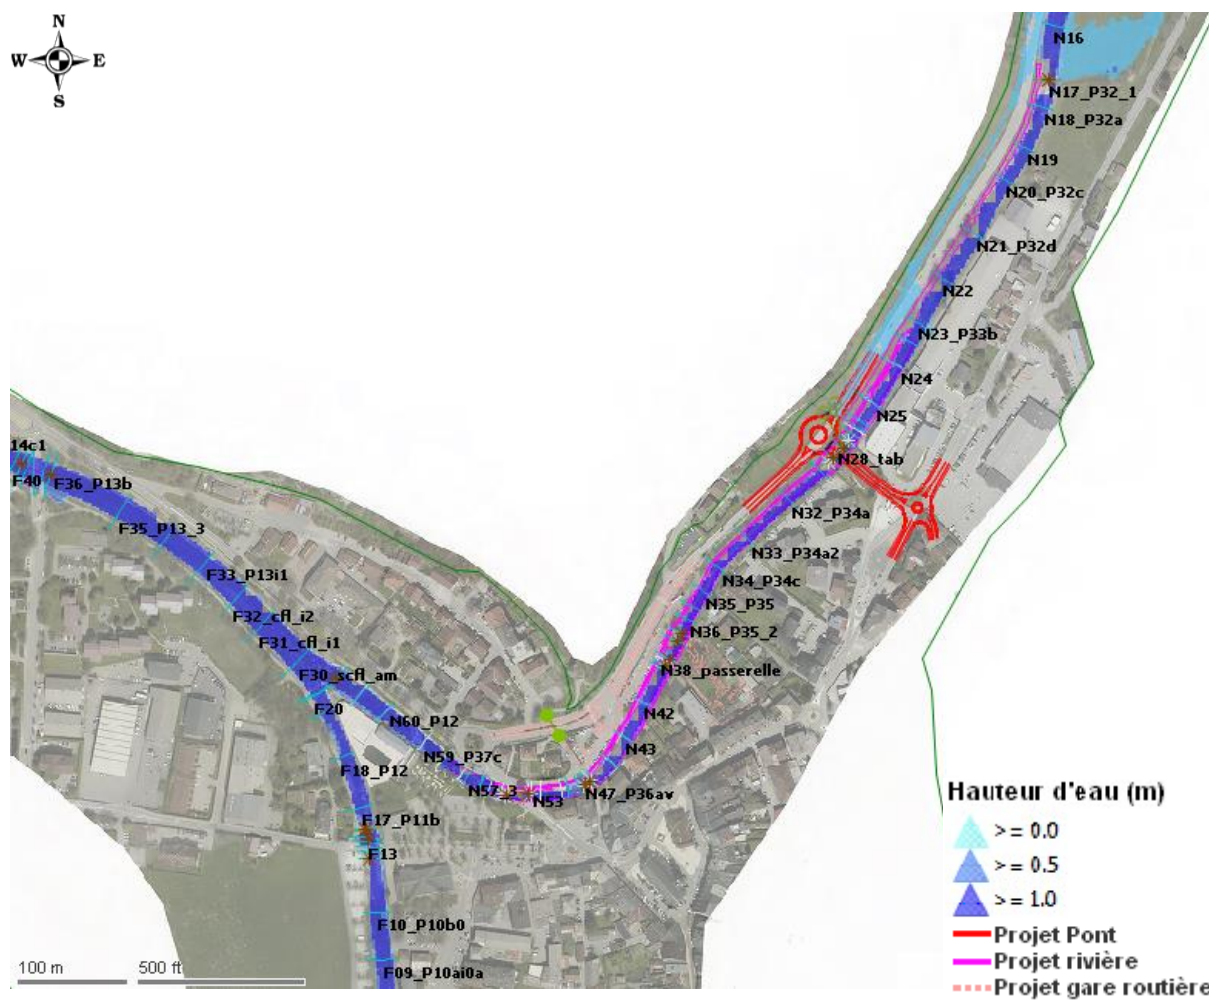 N
W E
S
N16
N17_P32_1
N18_P32a
N19
N20_P32c
N21_P32d
N22
N23_P33b
N24
N25
N28_tab
N32_P34a
N33_P34a2
N34_P34c
N35_P35
N36_P35_2
N38_passerelle
N42
N43
N47_P36av
N53
N57_3
N59_P37c
N60_P12
14c1
F40
F36_P13b
F35_P13_3
F33_P13i1
F32_cfl_i2
F31_cfl_i1
F30_scfl_am
F20
F18_P12
F17_P11b
F13
F10_P10b0
F09_P10ai0a
100 m
500 ft
Hauteur d'eau (m)
>= 0.0
>= 0.5
>= 1.0
Projet Pont
Projet rivière
Projet gare routière